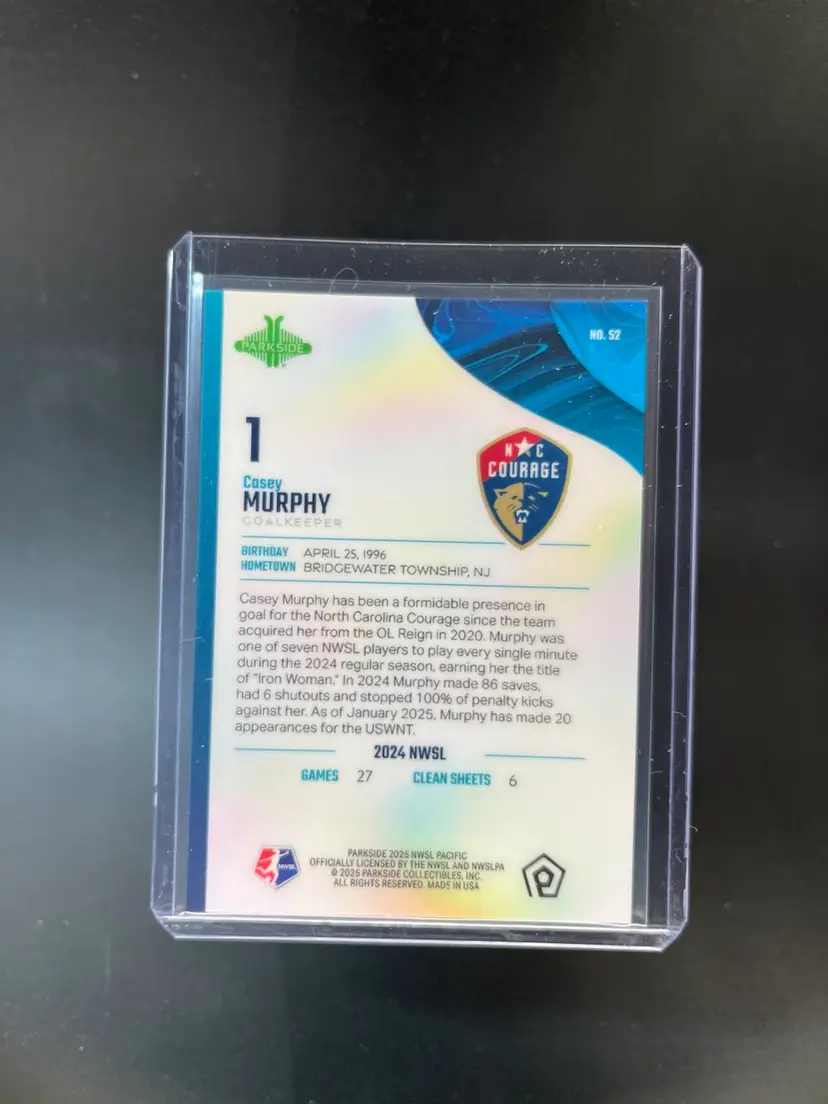 PARKSIDE
NO. 52
1
N C
COURAGE
Casey
MURPHY
GOALKEEPER
BIRTHDAY APRIL 25, 1996
HOMETOWN BRIDGEWATER TOWNSHIP, NJ
Casey Murphy has been a formidable presence in
goal for the North Carolina Courage since the team
acquired her from the OL Reign in 2020. Murphy was
one of seven NWSL players to play every single minute
during the 2024 regular season, earning her the title
of "Iron Woman." In 2024 Murphy made 86 saves,
had 6 shutouts and stopped 100% of penalty kicks
against her. As of January 2025, Murphy has made 20
appearances for the USWNT.
2024 NWSL
GAMES 27 CLEAN SHEETS 6
NWSL
PARKSIDE 2025 NWSL PACIFIC
OFFICIALLY LICENSED BY THE NWSL AND NWSLPA
© 2025 PARKSIDE COLLECTIBLES, INC.
ALL RIGHTS RESERVED. MADE IN USA